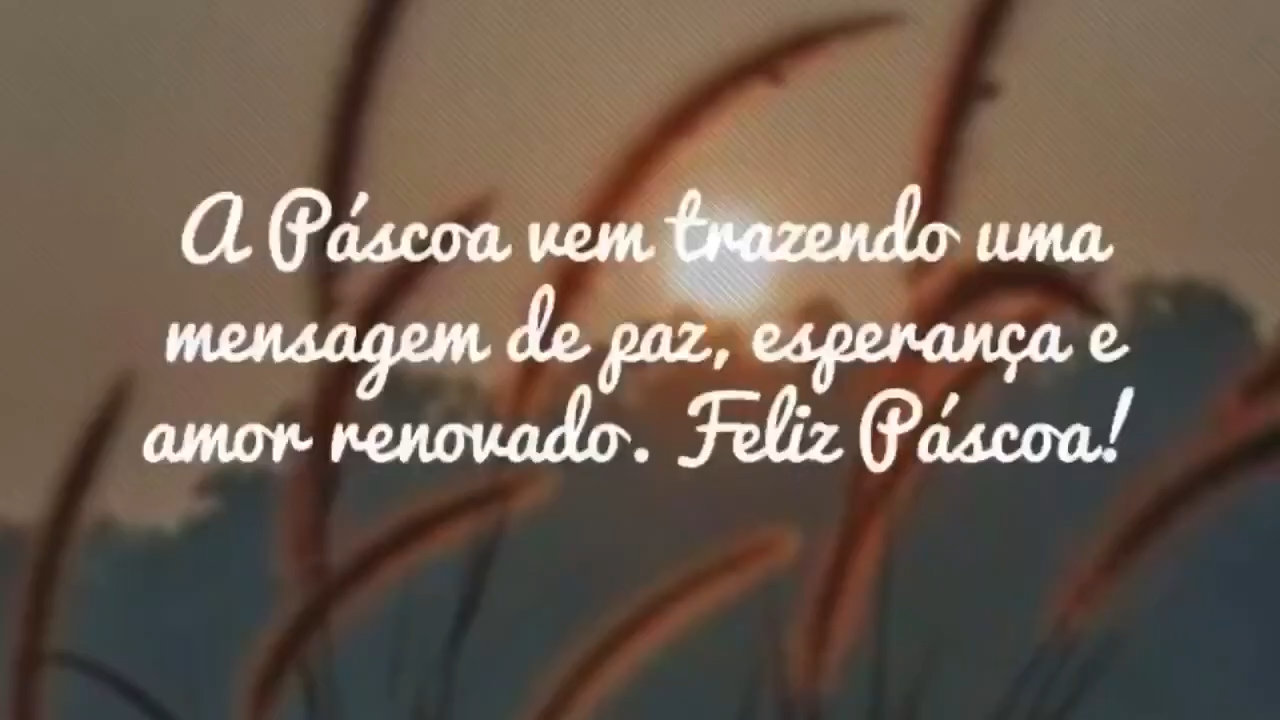 A Páscoa vem trazendo uma
mensagem de paz, esperança e
amor renovado. Feliz Páscoa!